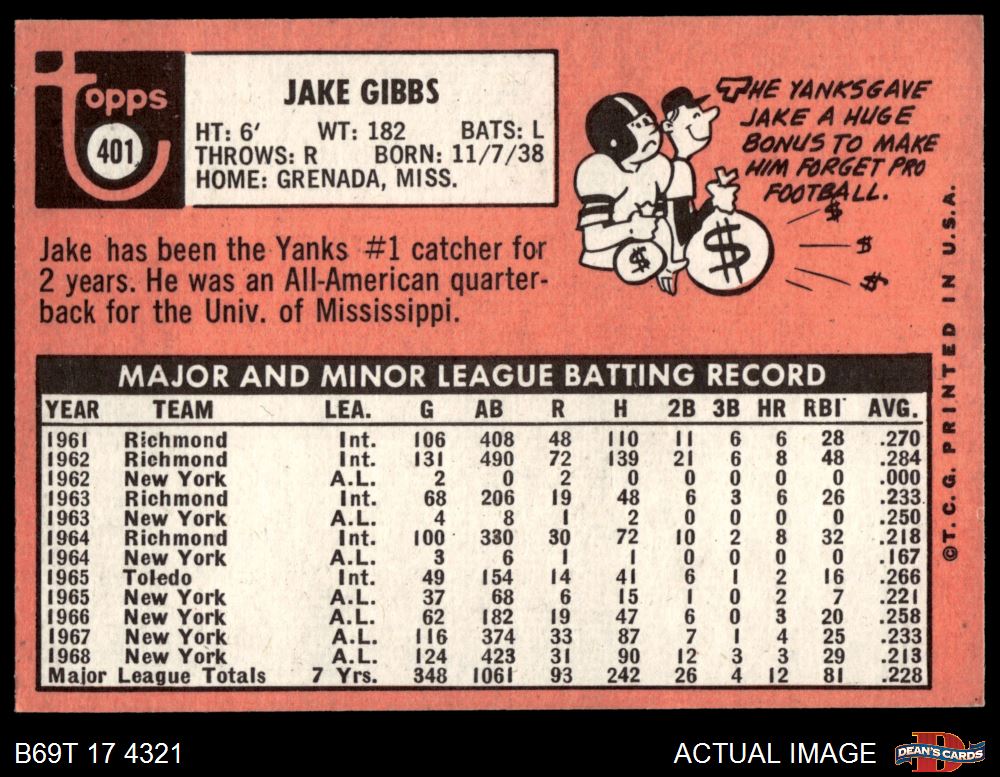 Topps
401
JAKE GIBBS
HT: 6' WT: 182 BATS: L
THROWS: R BORN: 11/7/38
HOME: GRENADA, MISS.
THE YANKS GAVE
JAKE A HUGE
BONUS TO MAKE
HIM FORGET PRO
FOOTBALL.
$ $ $ $ $
Jake has been the Yanks #1 catcher for
2 years. He was an All-American quarter-
back for the Univ. of Mississippi.
MAJOR AND MINOR LEAGUE BATTING RECORD
YEAR TEAM LEA. G AB R H 2B 3B HR RBI AVG.
1961 Richmond Int. 106 408 48 110 11 6 6 28 .270
1962 Richmond Int. 131 490 72 139 21 6 8 48 .284
1962 New York A.L. 2 0 2 0 0 0 0 0 .000
1963 Richmond Int. 68 206 19 48 6 3 6 26 .233
1963 New York A.L. 4 8 1 2 0 0 0 0 .250
1964 Richmond Int. 100 330 30 72 10 2 8 32 .218
1964 New York A.L. 3 6 1 1 0 0 0 0 .167
1965 Toledo Int. 49 154 14 41 6 1 2 16 .266
1965 New York A.L. 37 68 6 15 1 0 2 7 .221
1966 New York A.L. 62 182 19 47 6 0 3 20 .258
1967 New York A.L. 116 374 33 87 7 1 4 25 .233
1968 New York A.L. 124 423 31 90 12 3 3 29 .213
Major League Totals 7 Yrs. 348 1061 93 242 26 4 12 81 .228
©T.C.G. PRINTED IN U.S.A.
B69T 17 4321
ACTUAL IMAGE
D
DEAN'S CARDS